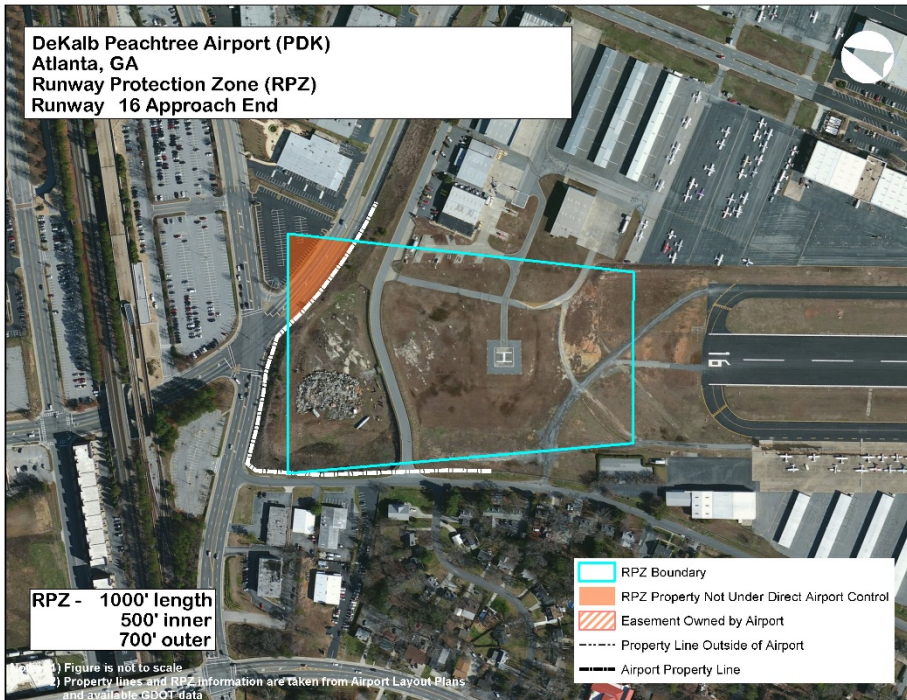 DeKalb Peachtree Airport (PDK)
Atlanta, GA
Runway Protection Zone (RPZ)
Runway 16 Approach End
H
16
RPZ - 1000' length
500' inner
700' outer
RPZ Boundary
RPZ Property Not Under Direct Airport Control
Easement Owned by Airport
Property Line Outside of Airport
Airport Property Line
1) Figure is not to scale
2) Property lines and RPZ information are taken from Airport Layout Plans
and available GDOT data